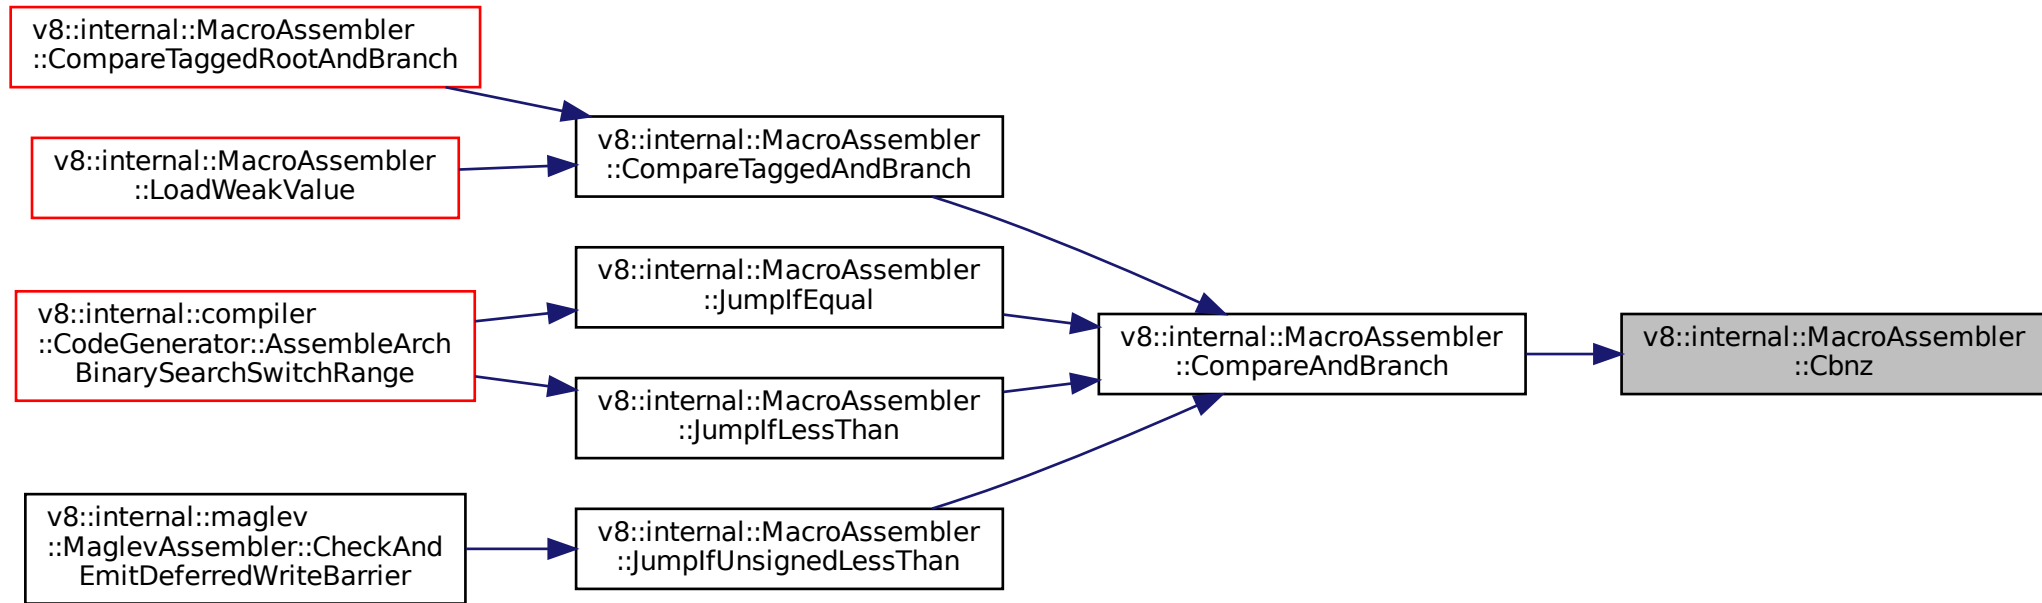 v8::internal::MacroAssembler
::CompareTaggedRootAndBranch
v8::internal::MacroAssembler
::LoadWeakValue
v8::internal::compiler
::CodeGenerator::AssembleArch
BinarySearchSwitchRange
v8::internal::maglev
::MaglevAssembler::CheckAnd
EmitDeferredWriteBarrier
v8::internal::MacroAssembler
::CompareTaggedAndBranch
v8::internal::MacroAssembler
::JumpIfEqual
v8::internal::MacroAssembler
::JumpIfLessThan
v8::internal::MacroAssembler
::JumpIfUnsignedLessThan
v8::internal::MacroAssembler
::CompareAndBranch
v8::internal::MacroAssembler
::Cbnz